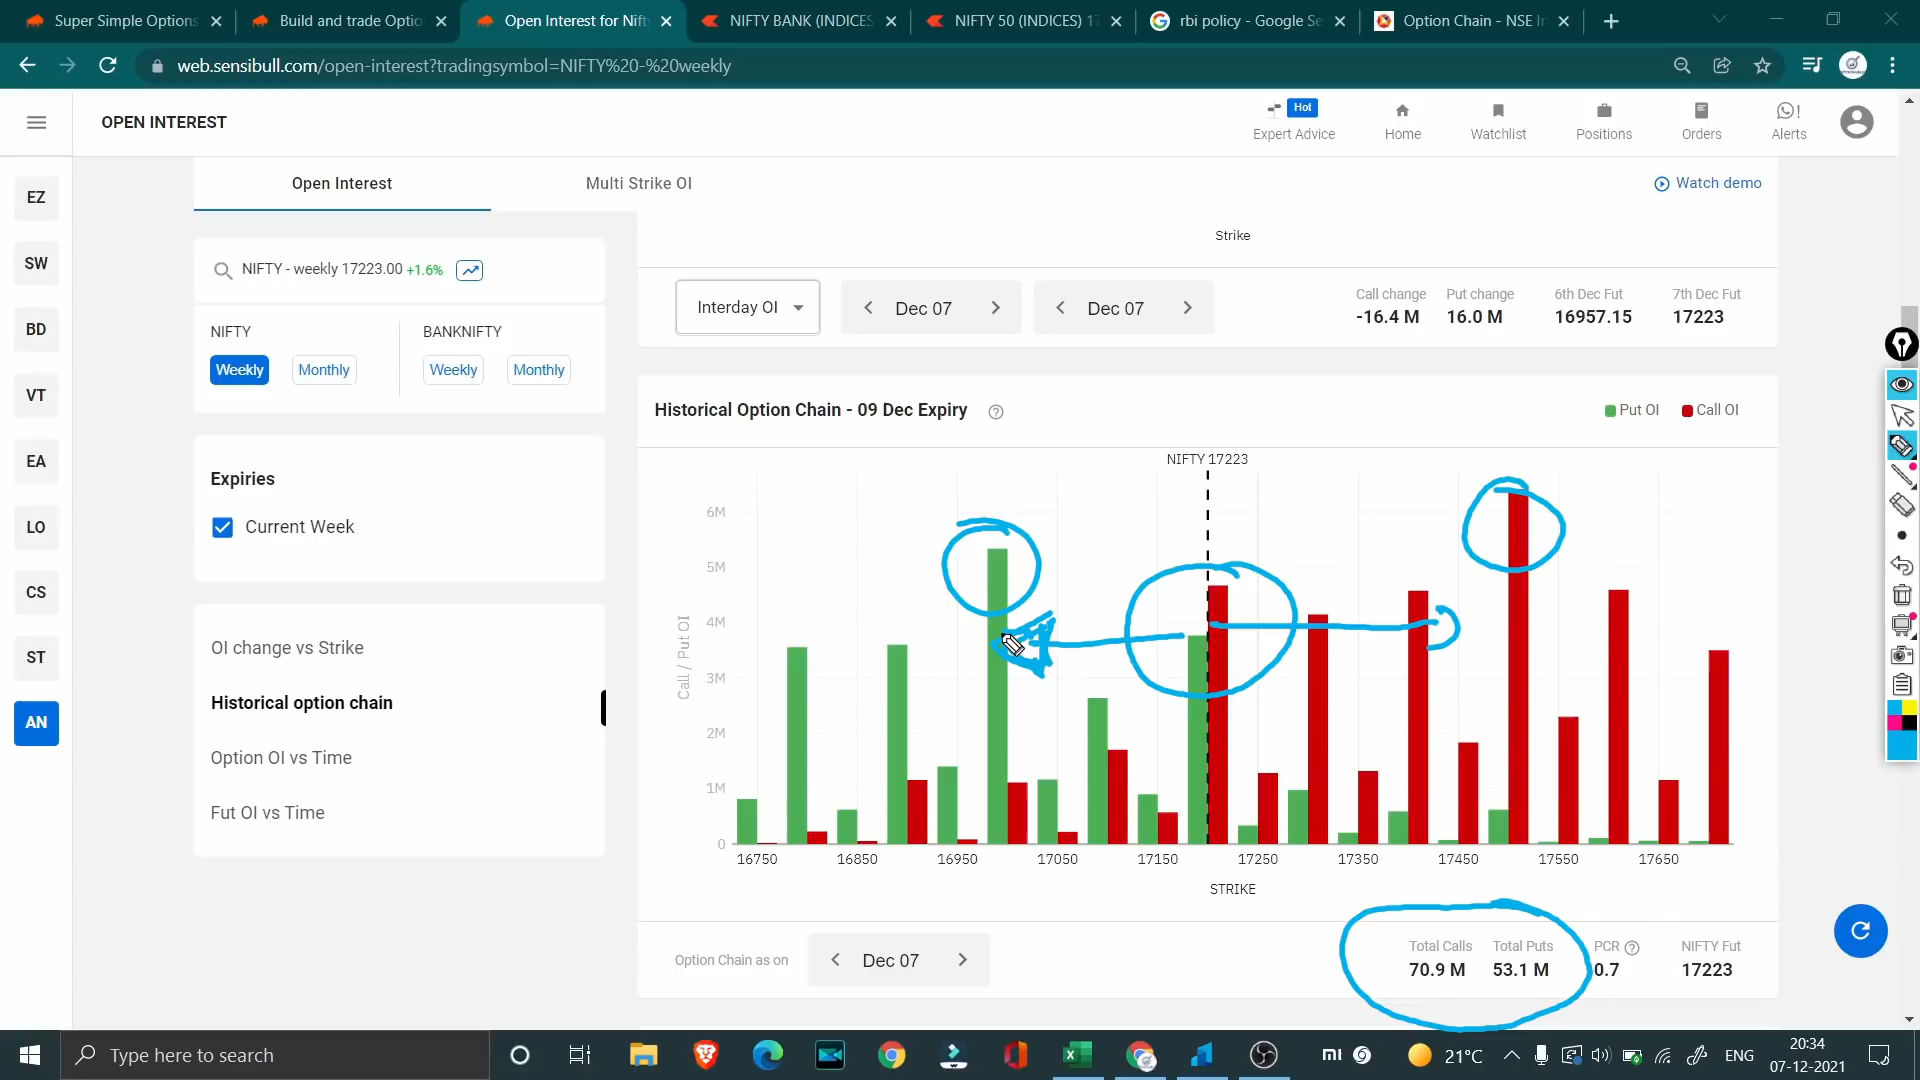 Super Simple Options
Build and trade Optio
Open Interest for Nifty
NIFTY BANK (INDICES
NIFTY 50 (INDICES) 17
rbi policy - Google Se
Option Chain - NSE In
web.sensibull.com/open-interest?tradingsymbol=NIFTY%20-%20weekly
OPEN INTEREST
Hot
Expert Advice
Home
Watchlist
Positions
Orders
Alerts
EZ
SW
BD
VT
EA
LO
CS
ST
AN
Open Interest
Multi Strike OI
Watch demo
NIFTY - weekly 17223.00 +1.6%
NIFTY
BANKNIFTY
Weekly
Monthly
Weekly
Monthly
Expiries
Current Week
OI change vs Strike
Historical option chain
Option OI vs Time
Fut OI vs Time
Strike
Interday OI
Dec 07
Dec 07
Call change
-16.4 M
Put change
16.0 M
6th Dec Fut
16957.15
7th Dec Fut
17223
Historical Option Chain - 09 Dec Expiry
Put OI
Call OI
NIFTY 17223
6M
5M
4M
3M
2M
1M
0
Call / Put OI
16750 16850 16950 17050 17150 17250 17350 17450 17550 17650
STRIKE
Option Chain as on
Dec 07
Total Calls
70.9 M
Total Puts
53.1 M
PCR
0.7
NIFTY Fut
17223
Type here to search
mi
21°C
ENG
20:34
07-12-2021